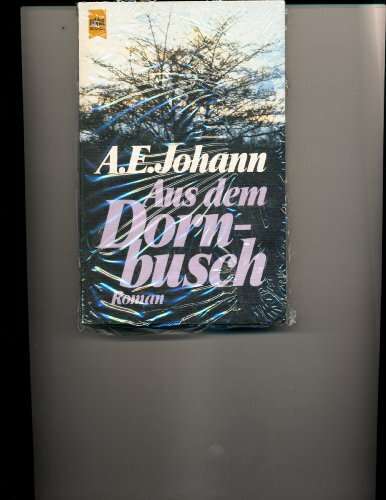 A.E.Johann
Aus dem
Dorn-
busch
Roman